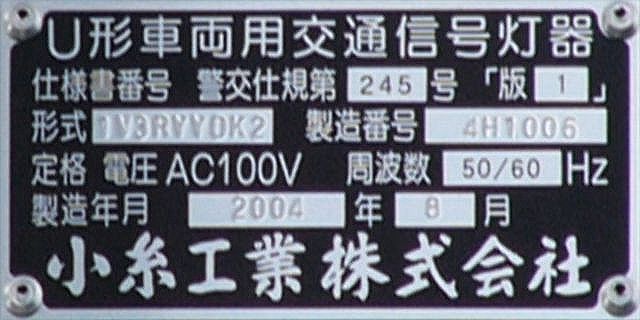 U形車両用交通信号灯器
仕様書番号 警交仕規第 245 号 「版 1 」
形式 1V3RVYDK2 製造番号 4H1006
定格 電圧 AC100V 周波数 50/60 Hz
製造年月 2004 年 8 月
小糸工業株式会社